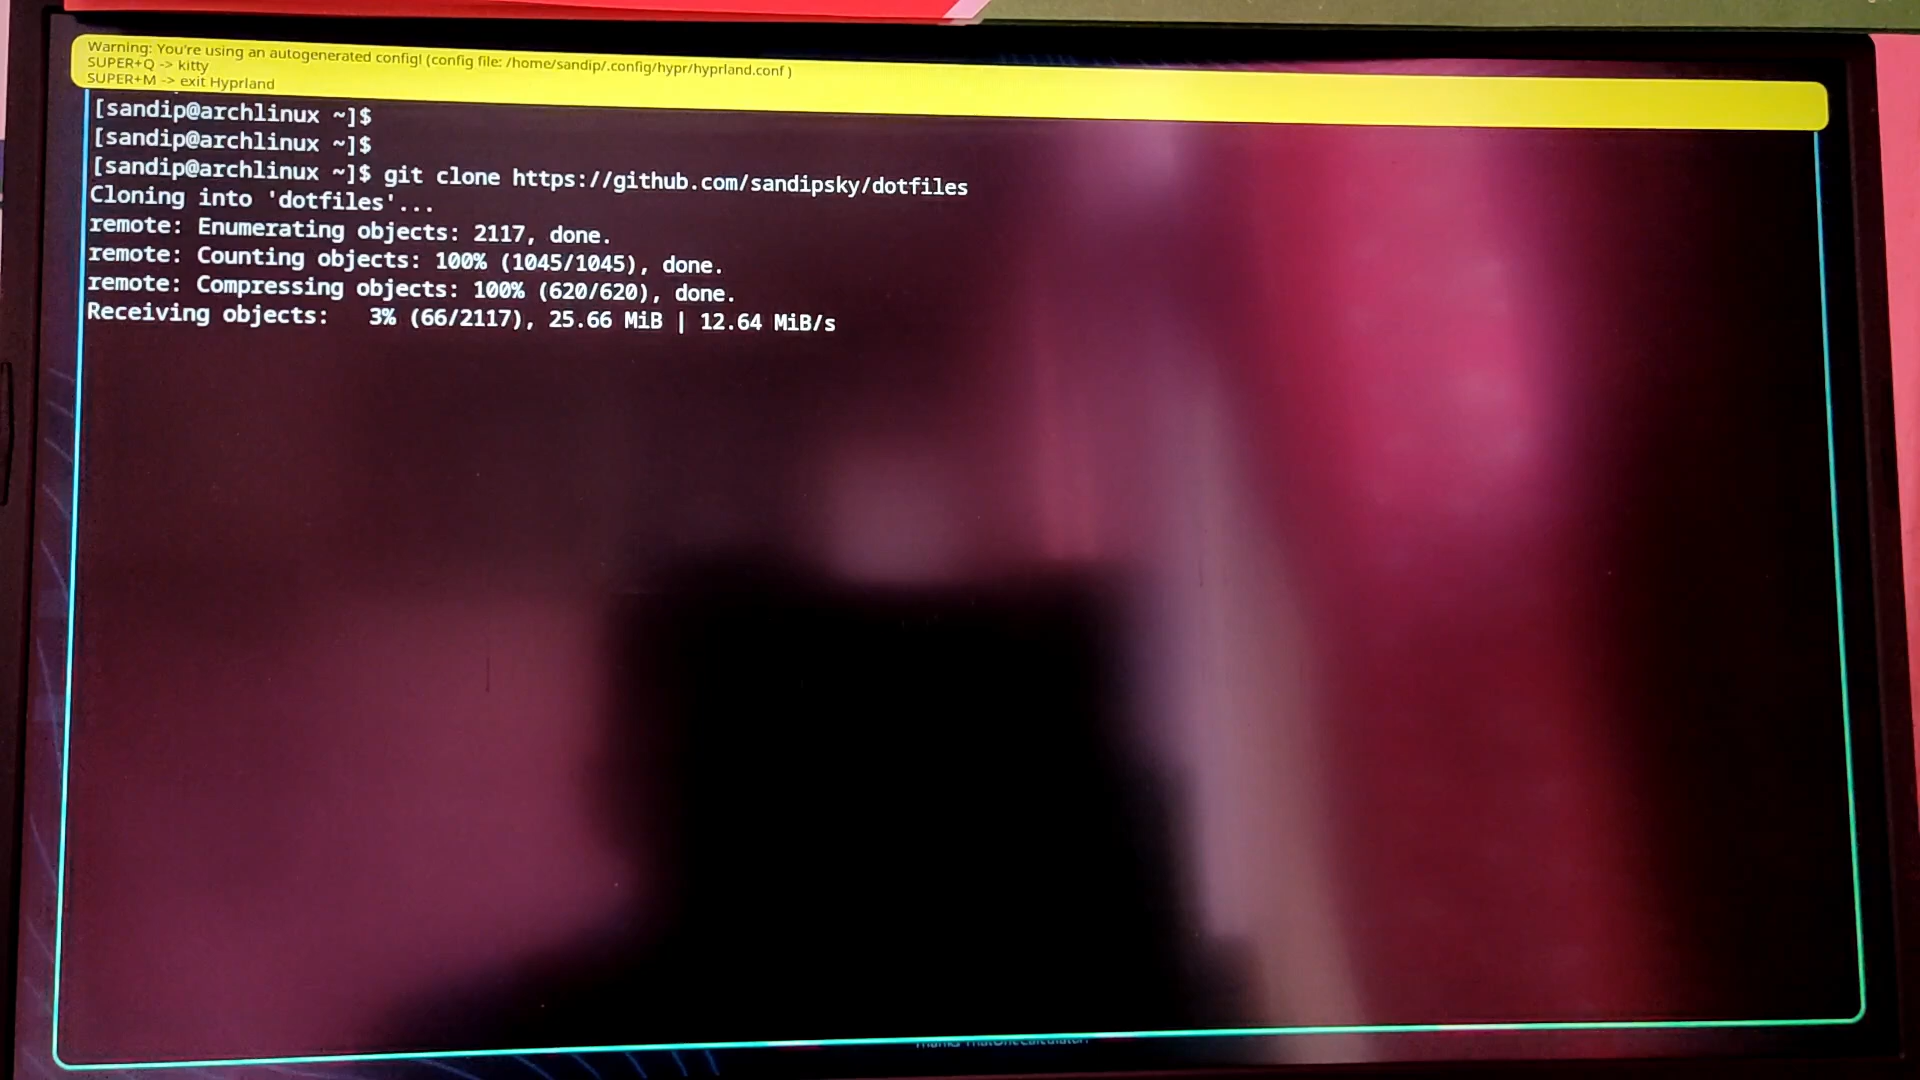 Warning: You're using an autogenerated config! (config file: /home/sandip/.config/hypr/hyprland.conf )
SUPER+Q -> kitty
SUPER+M -> exit Hyprland
[sandip@archlinux ~]$
[sandip@archlinux ~]$
[sandip@archlinux ~]$ git clone https://github.com/sandipsky/dotfiles
Cloning into 'dotfiles'...
remote: Enumerating objects: 2117, done.
remote: Counting objects: 100% (1045/1045), done.
remote: Compressing objects: 100% (620/620), done.
Receiving objects:   3% (66/2117), 25.66 MiB | 12.64 MiB/s